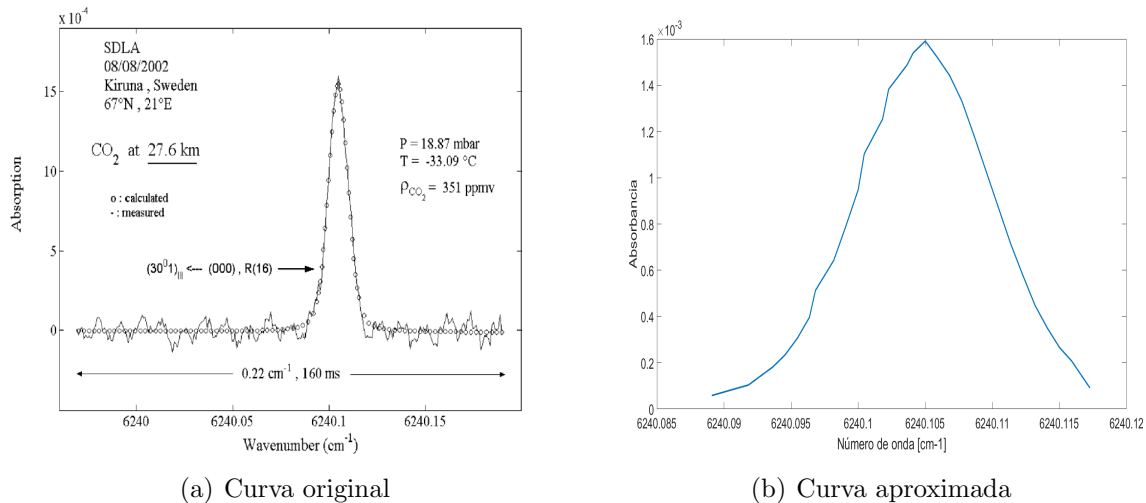 x 10⁻⁴
SDLA
08/08/2002
Kiruna , Sweden
67°N , 21°E
CO₂ at 27.6 km
P = 18.87 mbar
T = -33.09 °C
ρCO₂ = 351 ppmv
o : calculated
- : measured
(30⁰1)III <--- (000) , R(16)
0.22 cm⁻¹ , 160 ms
15
10
5
0
Absorption
6240 6240.05 6240.1 6240.15
Wavenumber (cm⁻¹)
(a) Curva original
×10⁻³
1.6
1.4
1.2
1
0.8
0.6
0.4
0.2
0
Absorbancia
6240.085 6240.09 6240.095 6240.1 6240.105 6240.11 6240.115 6240.12
Número de onda [cm-1]
(b) Curva aproximada